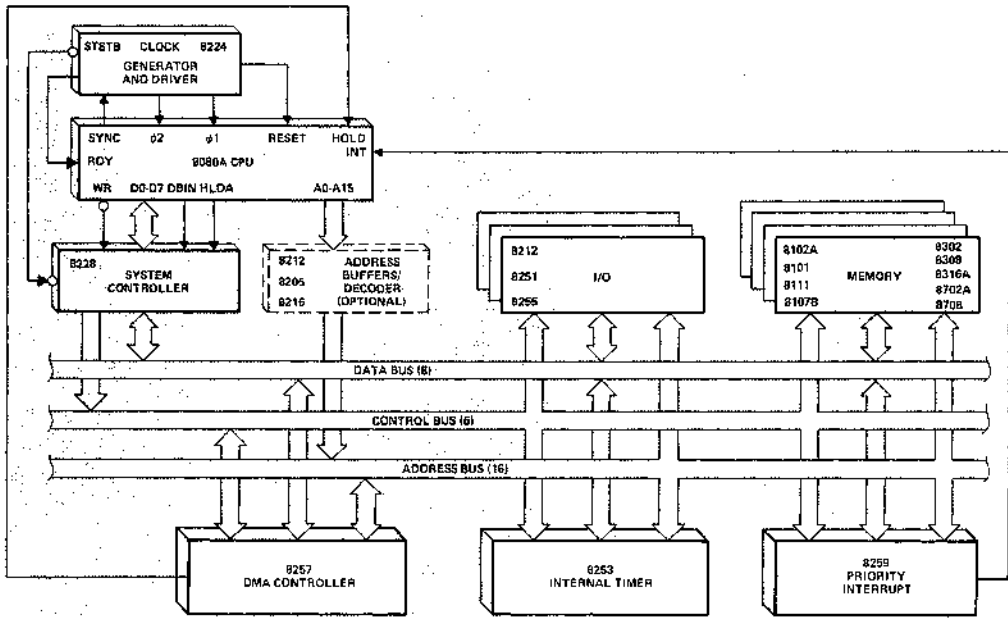 STSTB CLOCK 8224
GENERATOR
AND DRIVER
SYNC φ2 φ1 RESET HOLD
INT
RDY
8080A CPU
WR D0-D7 DBIN HLDA A0-A15
8228
SYSTEM
CONTROLLER
8212
8205
8216
ADDRESS
BUFFERS/
DECODER
(OPTIONAL)
8212
8251
8255
I/O
8102A
8101
8111
8107B
MEMORY
8302
8308
8316A
8702A
8708
DATA BUS (8)
CONTROL BUS (6)
ADDRESS BUS (16)
8257
DMA CONTROLLER
8253
INTERNAL TIMER
8259
PRIORITY
INTERRUPT